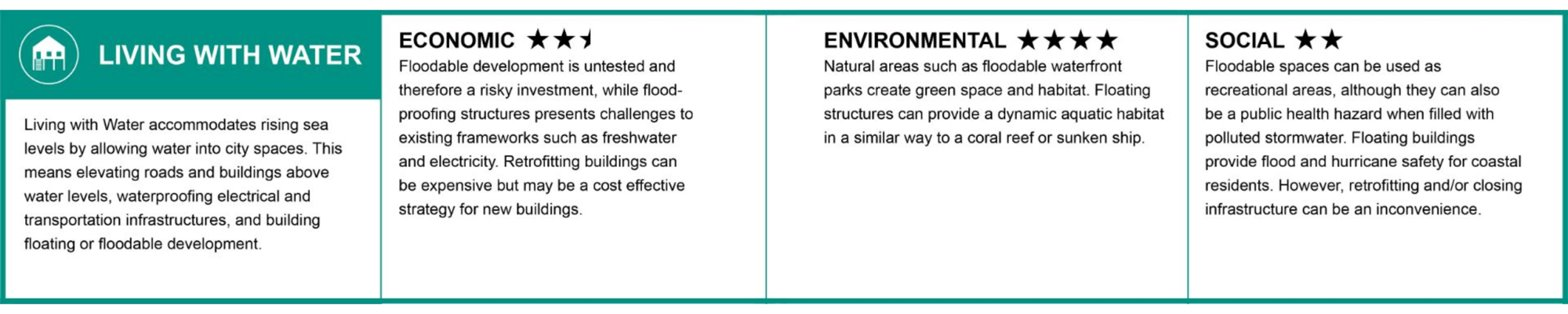 LIVING WITH WATER
Living with Water accommodates rising sea
levels by allowing water into city spaces. This
means elevating roads and buildings above
water levels, waterproofing electrical and
transportation infrastructures, and building
floating or floodable development.
ECONOMIC
Floodable development is untested and
therefore a risky investment, while flood-
proofing structures presents challenges to
existing frameworks such as freshwater
and electricity. Retrofitting buildings can
be expensive but may be a cost effective
strategy for new buildings.
ENVIRONMENTAL ★★★★
Natural areas such as floodable waterfront
parks create green space and habitat. Floating
structures can provide a dynamic aquatic habitat
in a similar way to a coral reef or sunken ship.
SOCIAL ★★
Floodable spaces can be used as
recreational areas, although they can also
be a public health hazard when filled with
polluted stormwater. Floating buildings
provide flood and hurricane safety for coastal
residents. However, retrofitting and/or closing
infrastructure can be an inconvenience.